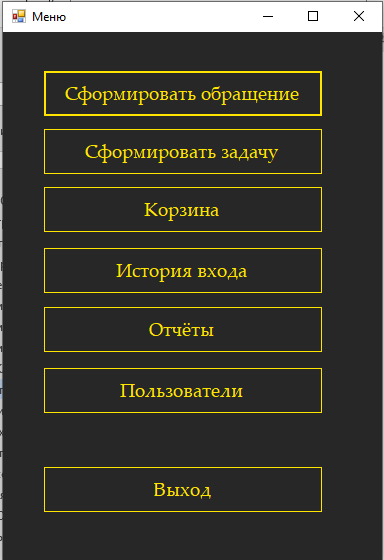 Меню
Сформировать обращение
Сформировать задачу
Корзина
История входа
Отчёты
Пользователи
Выход